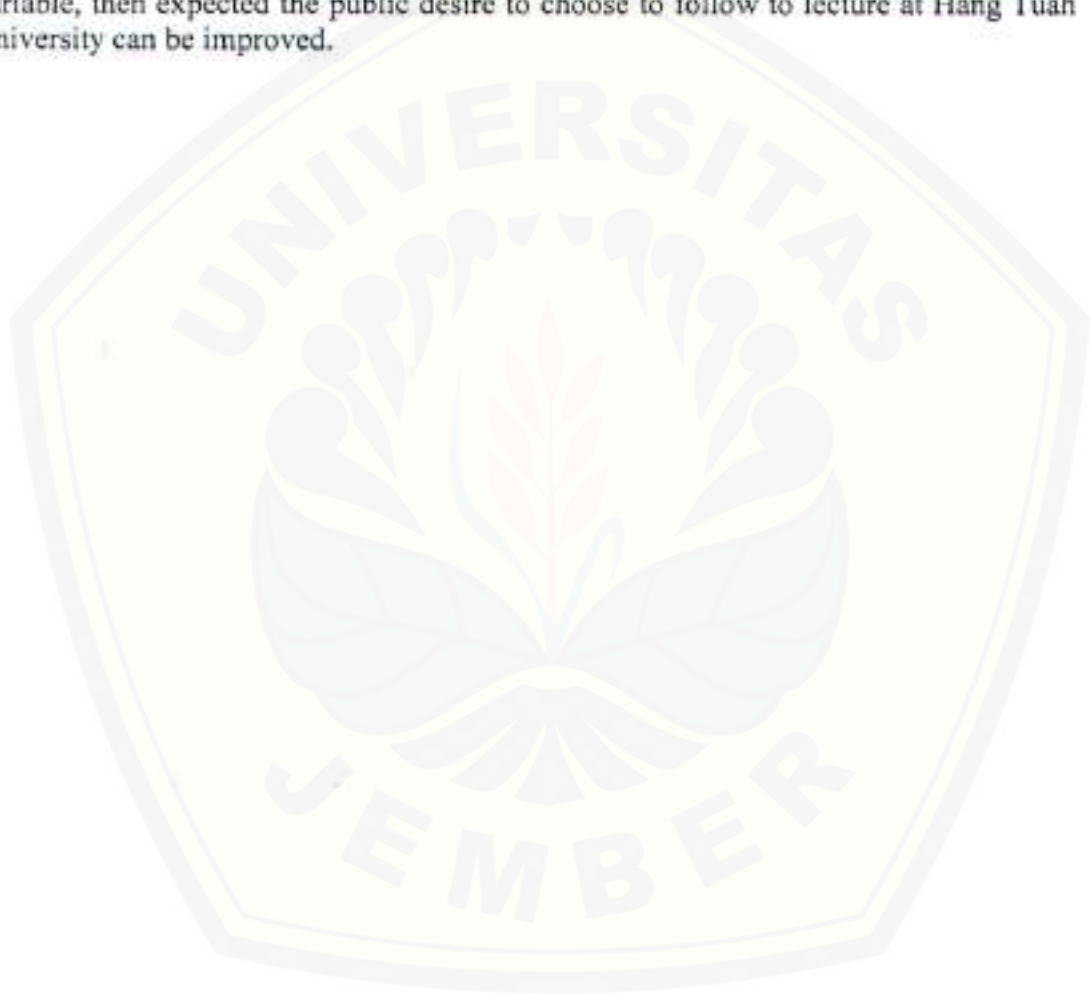 riable, then expected the public desire to choose to follow to lecture at Hang Tuah
niversity can be improved.
UNIVERSITAS
JEMBER